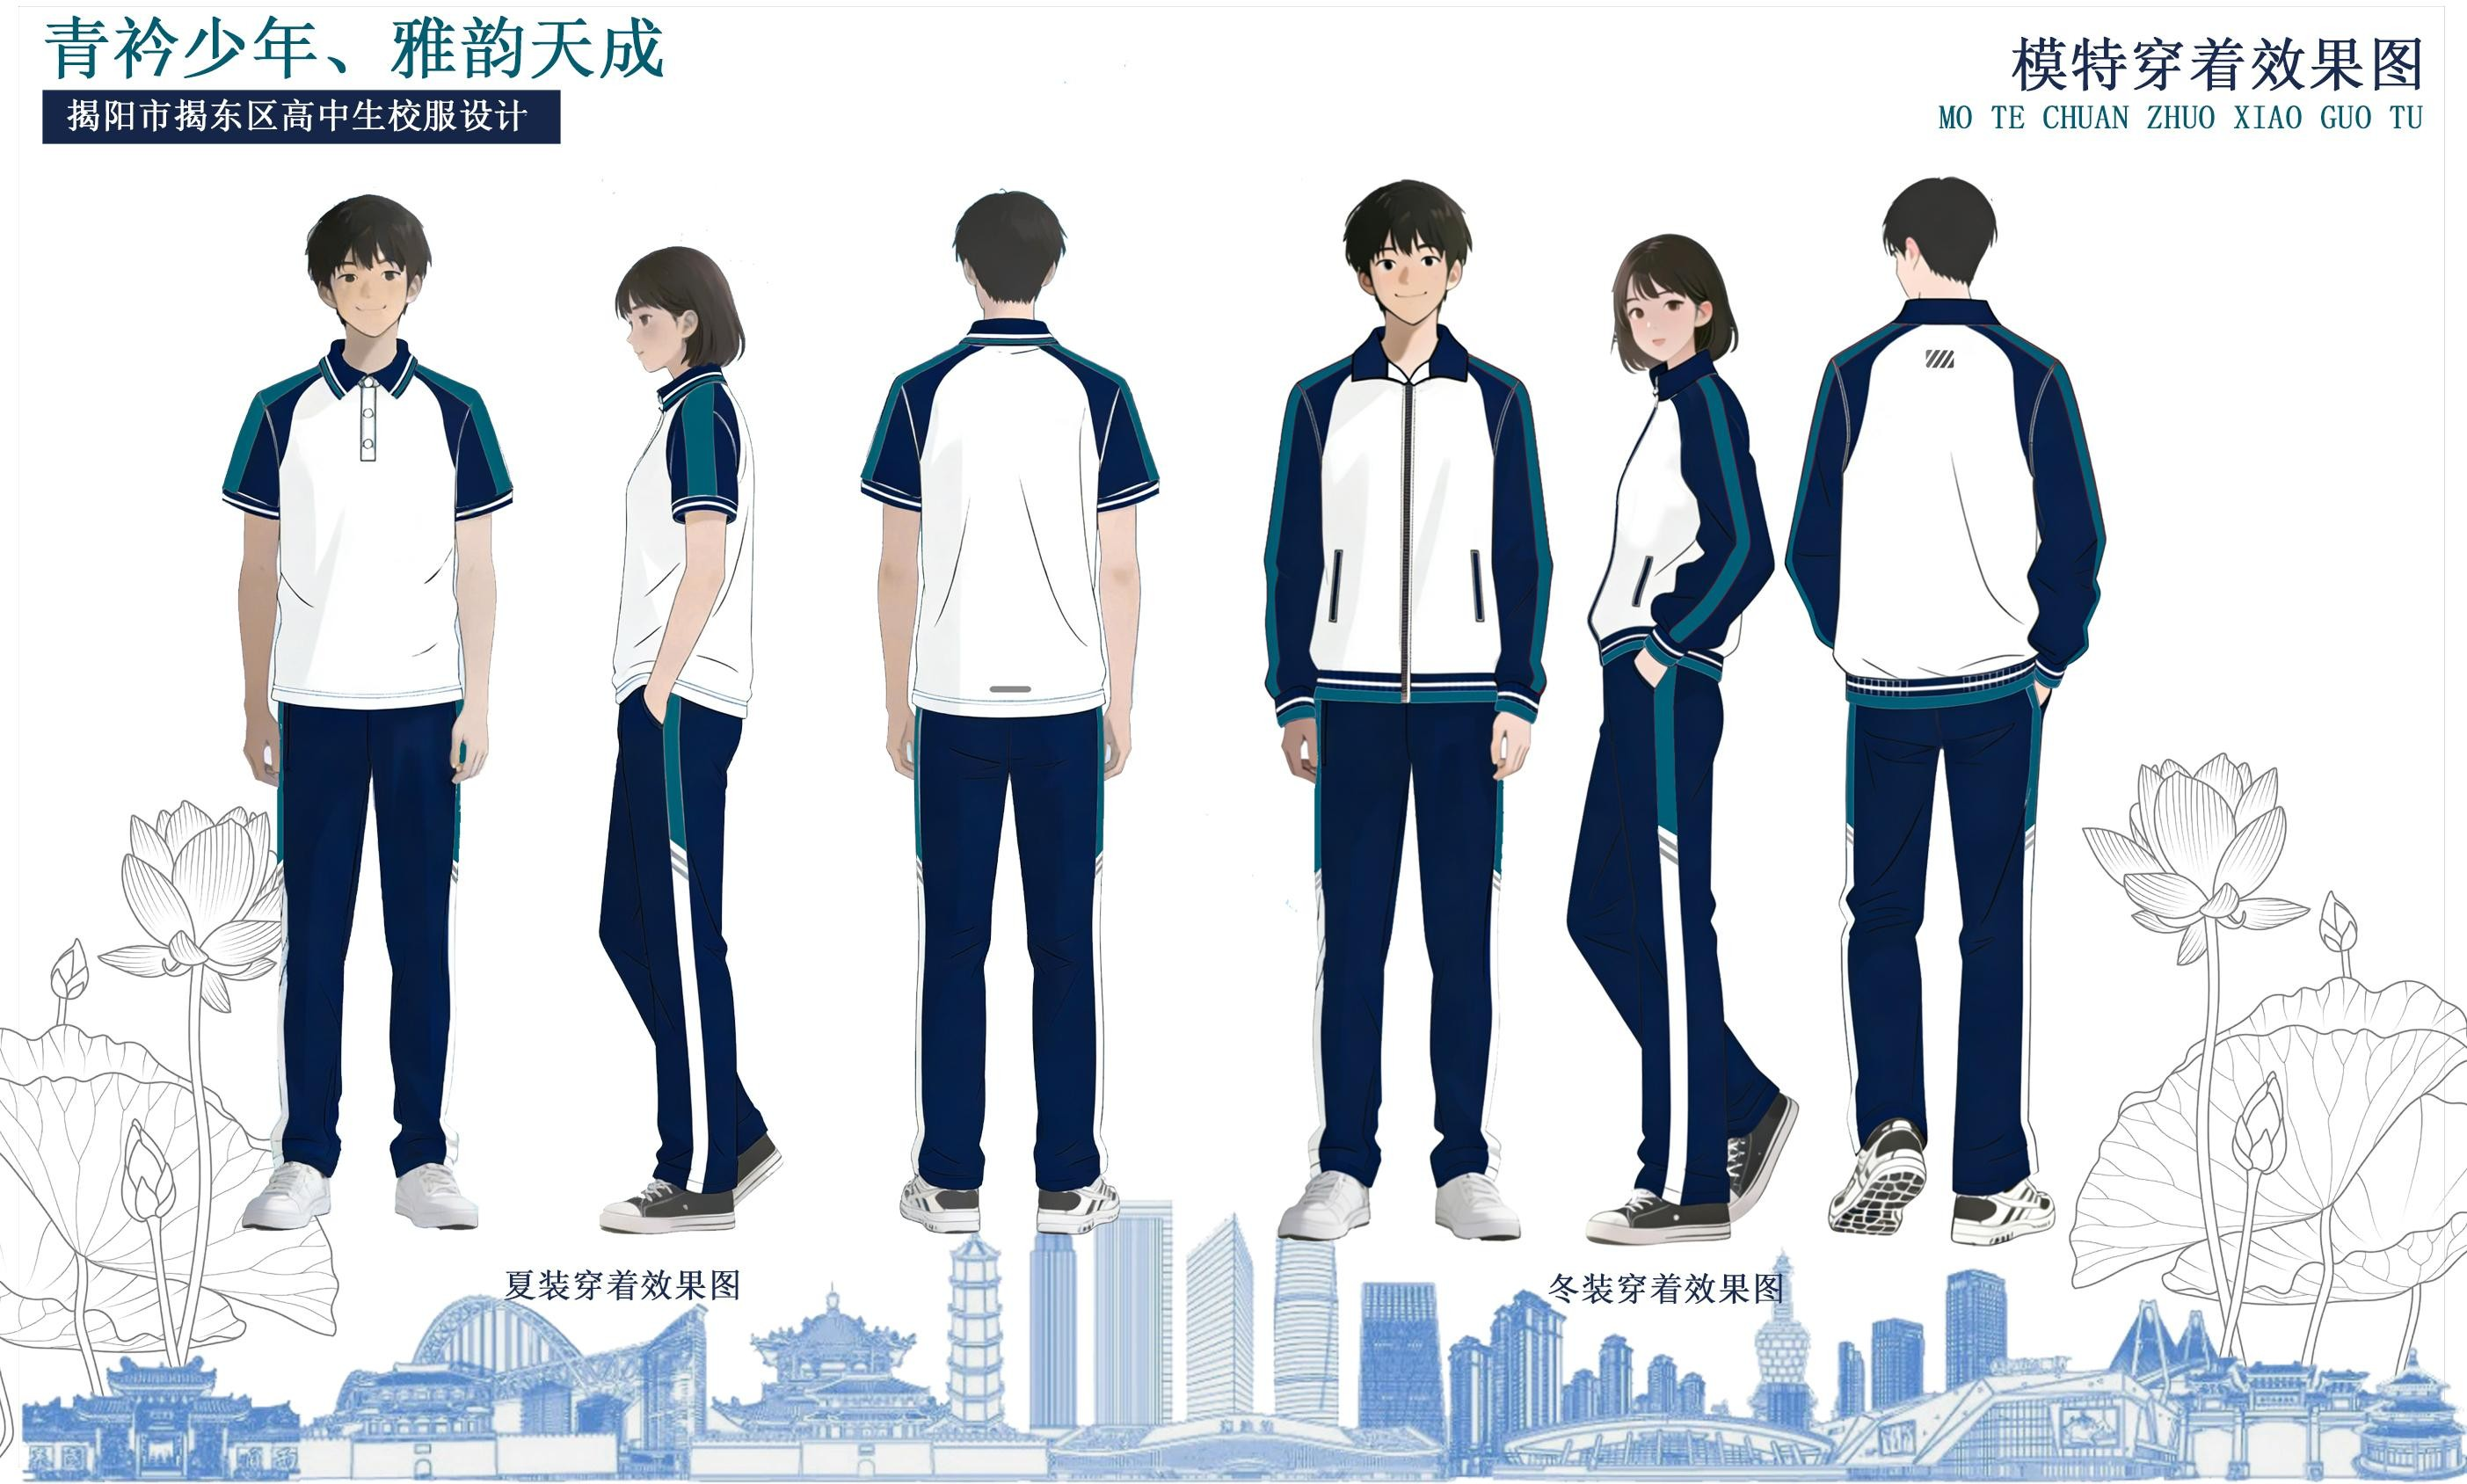 青衿少年、雅韵天成
揭阳市揭东区高中生校服设计
模特穿着效果图
MO TE CHUAN ZHUO XIAO GUO TU
夏装穿着效果图
冬装穿着效果图